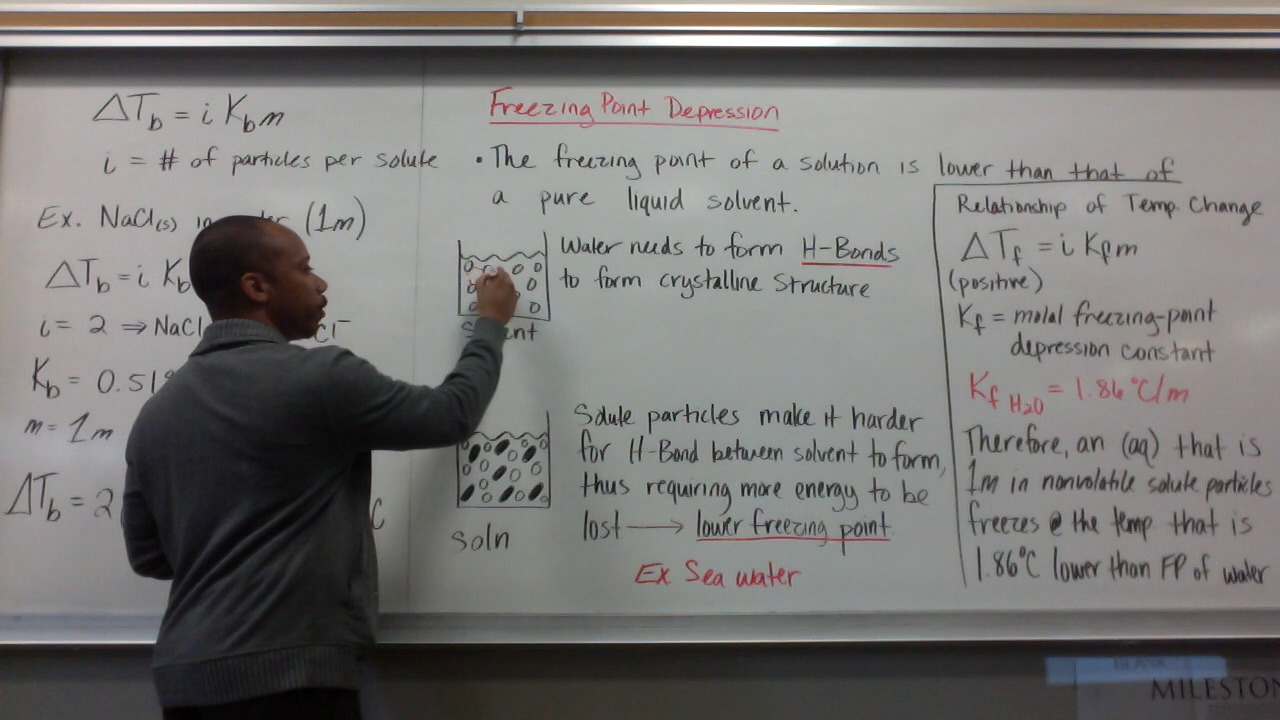 ΔT_b = i K_b m
i = # of particles per solute
Ex. NaCl(s) in (1m)
ΔT_b = i K_b
i = 2 ⇒ NaCl Cl⁻
K_b = 0.51
m = 1m
ΔT_b = 2 C
Freezing Point Depression
• The freezing point of a solution is lower than that of
a pure liquid solvent.
Water needs to form H-Bonds
to form crystalline structure
Solute particles make it harder
for H-Bond between solvent to form,
thus requiring more energy to be
lost → lower freezing point.
Ex Sea water
soln
Relationship of Temp. Change
ΔT_f = i K_f m
(positive)
K_f = molal freezing-point
depression constant
K_f H2O = 1.86 °C/m
Therefore, an (aq) that is
1m in nonvolatile solute particles
freezes @ the temp that is
1.86°C lower than FP of water